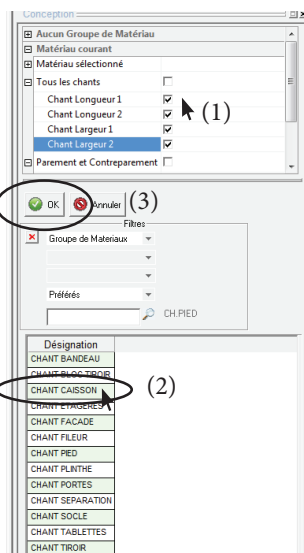 Conception
Aucun Groupe de Matériau
Matériau courant
Matériau sélectionné
Tous les chants
Chant Longueur 1
Chant Longueur 2
(1)
Chant Largeur 1
Chant Largeur 2
Parement et Contreparement
OK
Annuler
(3)
Filtres
Groupe de Materiaux
Préférés
CH.PIED
Désignation
CHANT BANDEAU
CHANT BLOC TIROIR
CHANT CAISSON
(2)
CHANT ETAGERES
CHANT FACADE
CHANT FILEUR
CHANT PIED
CHANT PLINTHE
CHANT PORTES
CHANT SEPARATION
CHANT SOCLE
CHANT TABLETTES
CHANT TIROIR